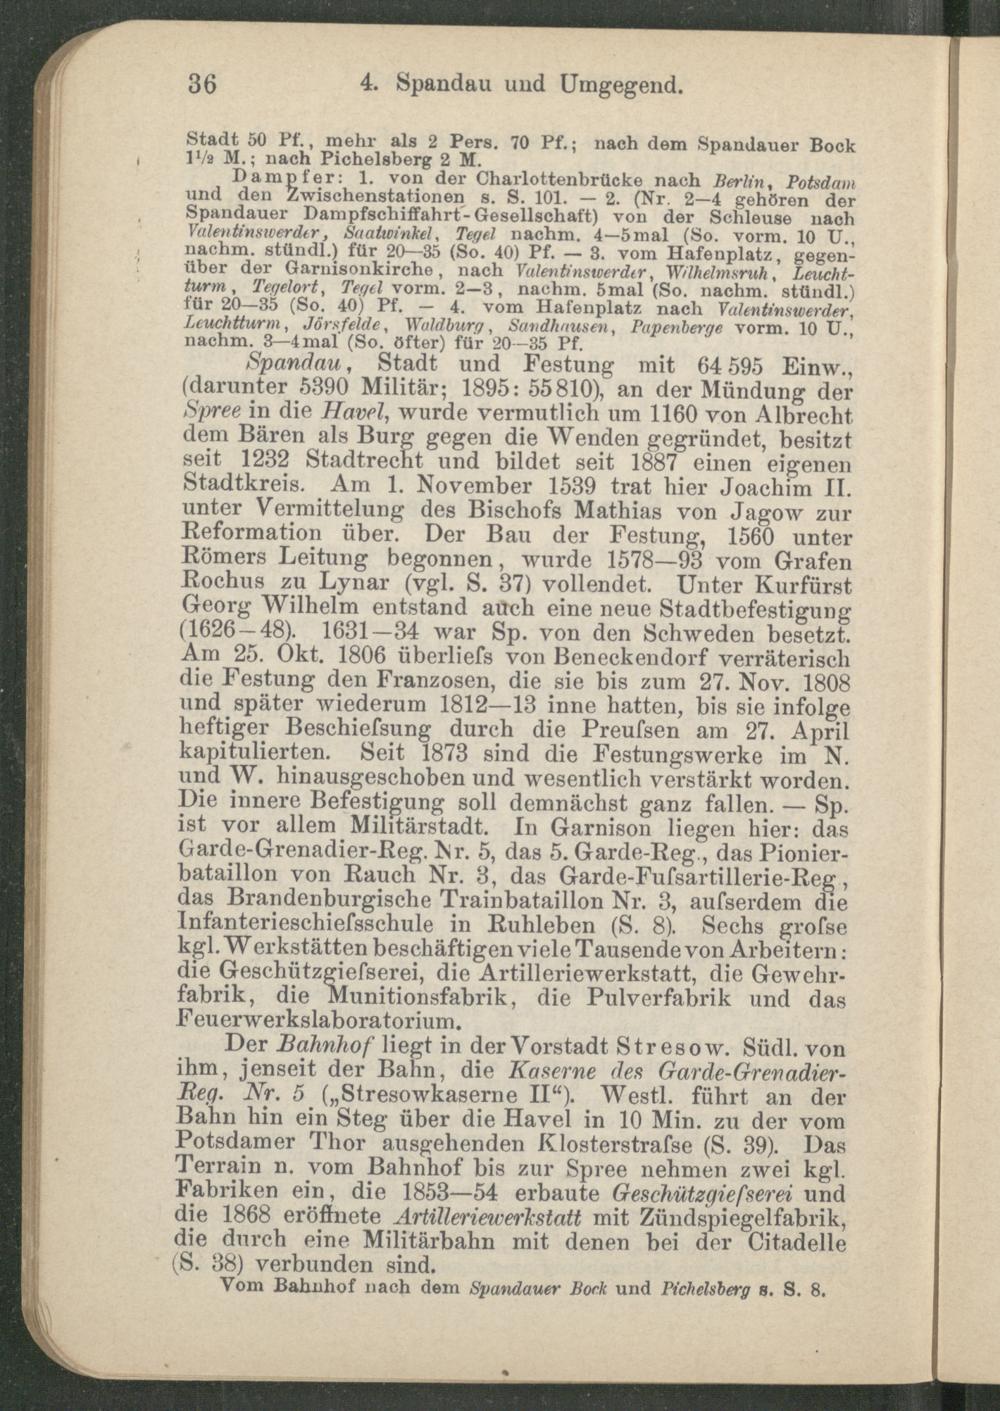 36 4. Spandau und Umgegend.
Stadt 50 Pf., mehr als 2 Pers. 70 Pf.; nach dem Spandauer Bock
1½ M.; nach Pichelsberg 2 M.
Dampfer: 1. von der Charlottenbrücke nach Berlin, Potsdam
und den Zwischenstationen s. S. 101. — 2. (Nr. 2—4 gehören der
Spandauer Dampfschiffahrt-Gesellschaft) von der Schleuse nach
Valentinswerder, Saatwinkel, Tegel nachm. 4—5mal (So. vorm. 10 U.,
nachm. stündl.) für 20—35 (So. 40) Pf. — 3. vom Hafenplatz, gegen-
über der Garnisonkirche, nach Valentinswerder, Wilhelmsruh, Leucht-
turm, Tegelort, Tegel vorm. 2—3, nachm. 5mal (So. nachm. stündl.)
für 20—35 (So. 40) Pf. — 4. vom Hafenplatz nach Valentinswerder,
Leuchtturm, Jörsfelde, Waldburg, Sandhausen, Papenberge vorm. 10 U.,
nachm. 3—4mal (So. öfter) für 20—35 Pf.
Spandau, Stadt und Festung mit 64 595 Einw.,
(darunter 5390 Militär; 1895: 55 810), an der Mündung der
Spree in die Havel, wurde vermutlich um 1160 von Albrecht
dem Bären als Burg gegen die Wenden gegründet, besitzt
seit 1232 Stadtrecht und bildet seit 1887 einen eigenen
Stadtkreis. Am 1. November 1539 trat hier Joachim II.
unter Vermittelung des Bischofs Mathias von Jagow zur
Reformation über. Der Bau der Festung, 1560 unter
Römers Leitung begonnen, wurde 1578—93 vom Grafen
Rochus zu Lynar (vgl. S. 37) vollendet. Unter Kurfürst
Georg Wilhelm entstand auch eine neue Stadtbefestigung
(1626—48). 1631—34 war Sp. von den Schweden besetzt.
Am 25. Okt. 1806 überlieſs von Beneckendorf verräterisch
die Festung den Franzosen, die sie bis zum 27. Nov. 1808
und später wiederum 1812—13 inne hatten, bis sie infolge
heftiger Beschieſsung durch die Preuſsen am 27. April
kapitulierten. Seit 1873 sind die Festungswerke im N.
und W. hinausgeschoben und wesentlich verstärkt worden.
Die innere Befestigung soll demnächst ganz fallen. — Sp.
ist vor allem Militärstadt. In Garnison liegen hier: das
Garde-Grenadier-Reg. Nr. 5, das 5. Garde-Reg., das Pionier-
bataillon von Rauch Nr. 3, das Garde-Fuſsartillerie-Reg,
das Brandenburgische Trainbataillon Nr. 3, auſserdem die
Infanterieschieſsschule in Ruhleben (S. 8). Sechs groſse
kgl. Werkstätten beschäftigen viele Tausende von Arbeitern:
die Geschützgieſserei, die Artilleriewerkstatt, die Gewehr-
fabrik, die Munitionsfabrik, die Pulverfabrik und das
Feuerwerkslaboratorium.
Der Bahnhof liegt in der Vorstadt Stresow. Südl. von
ihm, jenseit der Bahn, die Kaserne des Garde-Grenadier-
Reg. Nr. 5 („Stresowkaserne II“). Westl. führt an der
Bahn hin ein Steg über die Havel in 10 Min. zu der vom
Potsdamer Thor ausgehenden Klosterstraſse (S. 39). Das
Terrain n. vom Bahnhof bis zur Spree nehmen zwei kgl.
Fabriken ein, die 1853—54 erbaute Geschützgieſserei und
die 1868 eröffnete Artilleriewerkstatt mit Zündspiegelfabrik,
die durch eine Militärbahn mit denen bei der Citadelle
(S. 38) verbunden sind.
Vom Bahnhof nach dem Spandauer Bock und Pichelsberg s. S. 8.